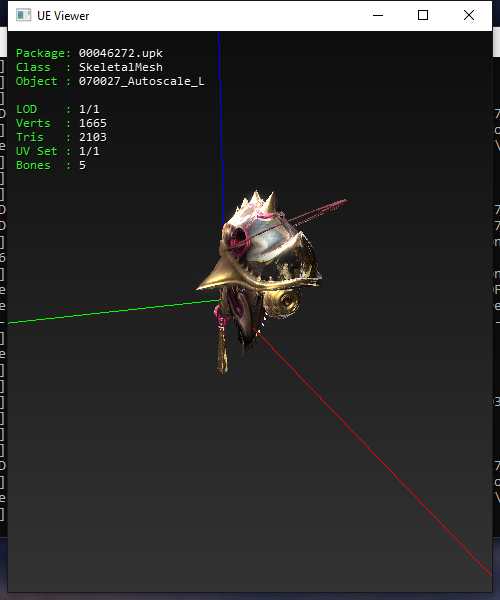 UE Viewer
Package: 00046272.upk
Class : SkeletalMesh
Object : 070027_Autoscale_L
LOD : 1/1
Verts : 1665
Tris : 2103
UV Set : 1/1
Bones : 5